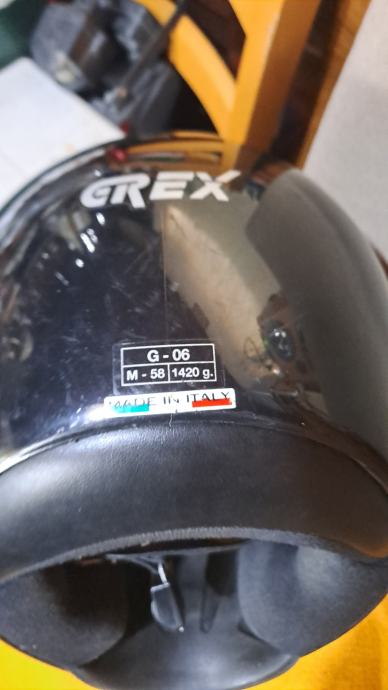 GREX
G - 06
M - 58 1420 g.
MADE IN ITALY